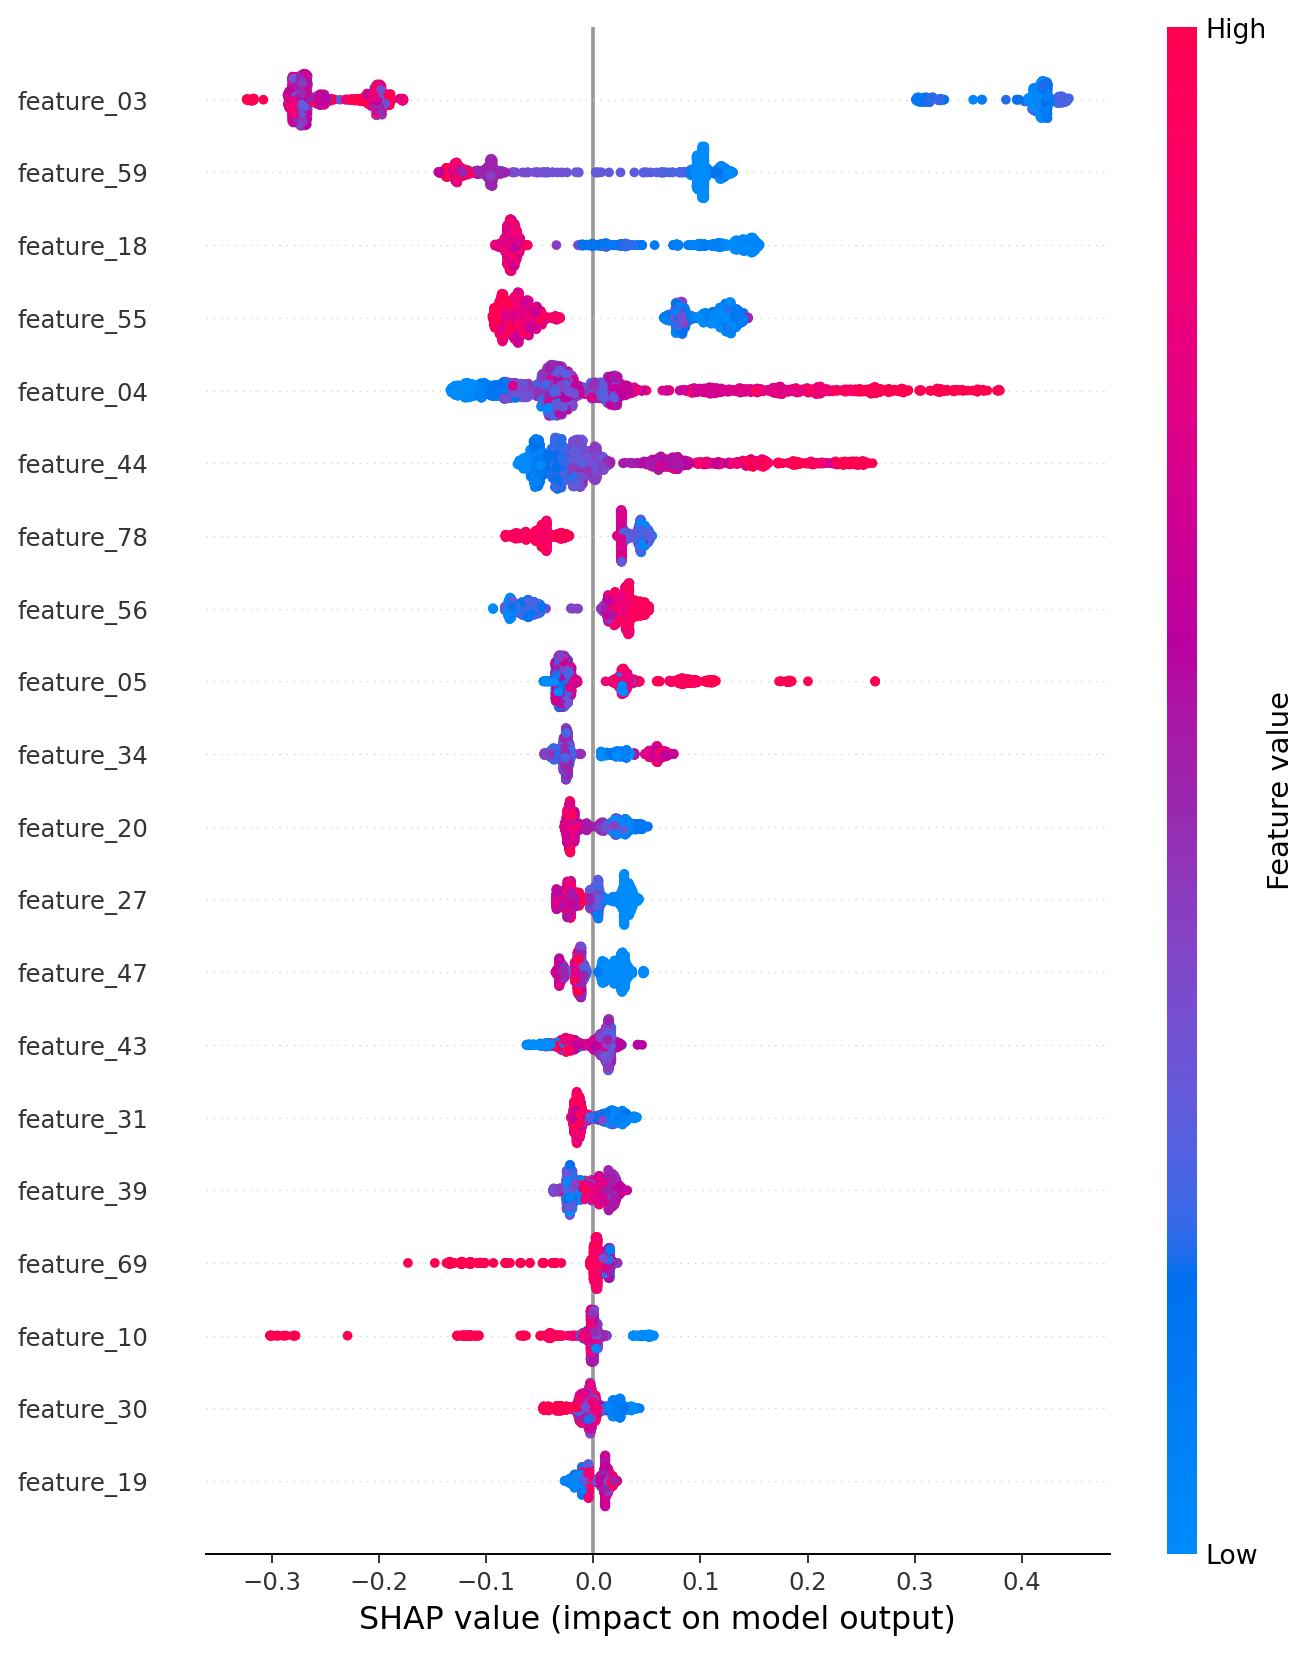 High
feature_03
feature_59
feature_18
feature_55
feature_04
feature_44
feature_78
feature_56
feature_05
feature_34
feature_20
feature_27
feature_47
feature_43
feature_31
feature_39
feature_69
feature_10
feature_30
feature_19
Feature value
Low
−0.3 −0.2 −0.1 0.0 0.1 0.2 0.3 0.4
SHAP value (impact on model output)